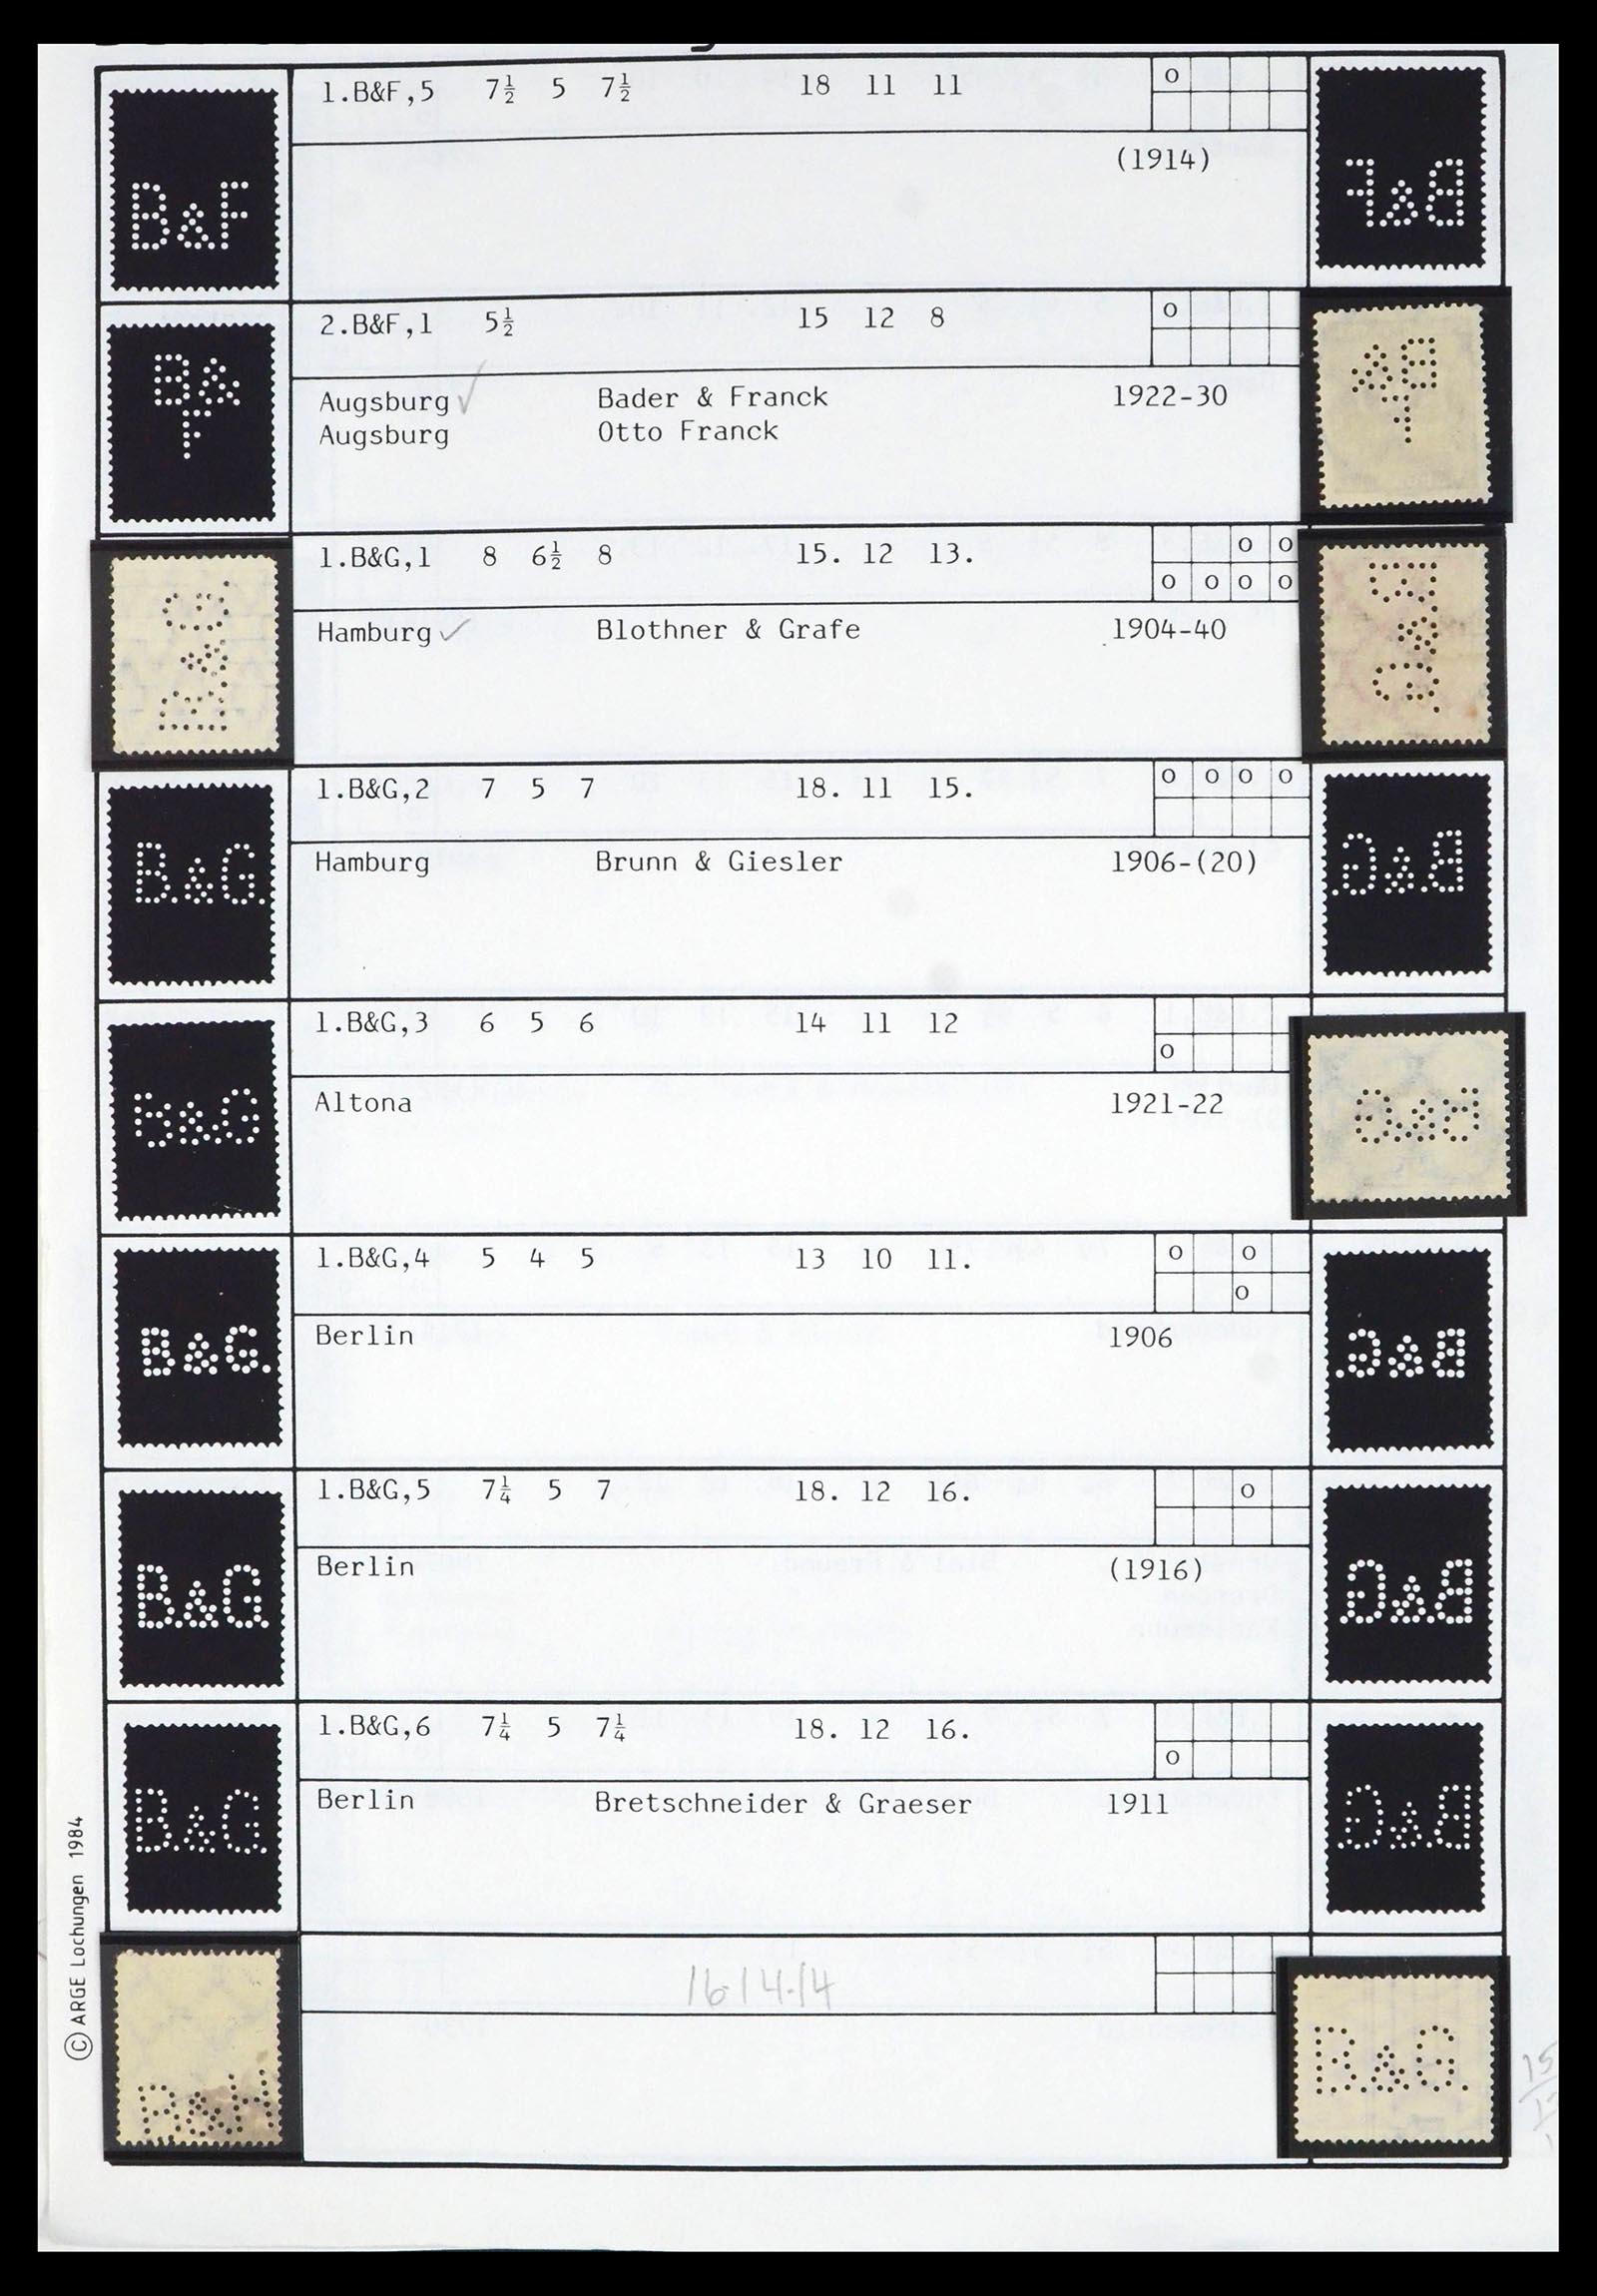 1.B&F,5 7½ 5 7½ 18 11 11 o
B&F
(1914)
2.B&F,1 5½ 15 12 8 o
B&
F
Augsburg✓ Bader & Franck 1922-30
Augsburg Otto Franck
1.B&G,1 8 6½ 8 15. 12 13. o o
o o o o
Hamburg✓ Blothner & Grafe 1904-40
B&G.
1.B&G,2 7 5 7 18. 11 15. o o o o
B.&G.
Hamburg Brunn & Giesler 1906-(20)
1.B&G,3 6 5 6 14 11 12
o
B&G
Altona 1921-22
1.B&G,4 5 4 5 13 10 11. o o
o
B&G.
Berlin 1906
1.B&G,5 7¼ 5 7 18. 12 16. o
B.&G.
Berlin (1916)
1.B&G,6 7¼ 5 7¼ 18. 12 16.
o
B.&G.
Berlin Bretschneider & Graeser 1911
16·14·14
B&H
B.&G.
© ARGE Lochungen 1984